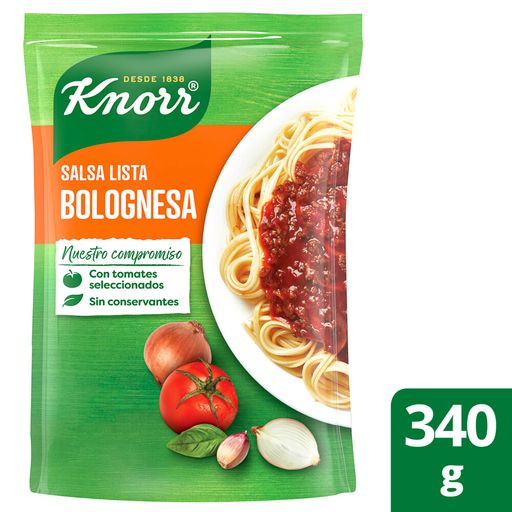 DESDE 1838
Knorr®
SALSA LISTA
BOLOGNESA
Nuestro compromiso
Con tomates
seleccionados
Sin conservantes
340
g